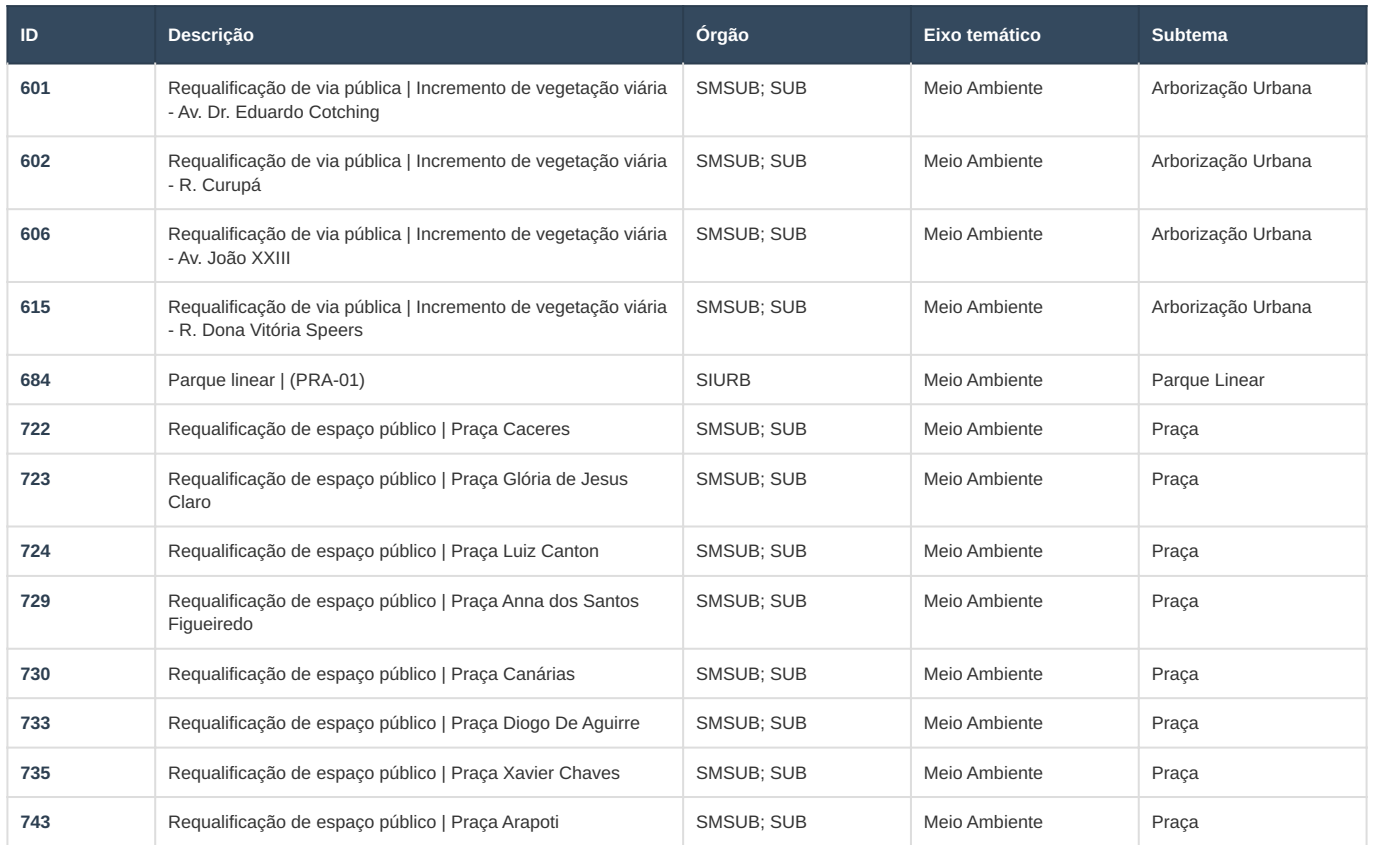 ID Descrição Órgão Eixo temático Subtema
601 Requalificação de via pública | Incremento de vegetação viária SMSUB; SUB Meio Ambiente Arborização Urbana
- Av. Dr. Eduardo Cotching
602 Requalificação de via pública | Incremento de vegetação viária SMSUB; SUB Meio Ambiente Arborização Urbana
- R. Curupá
606 Requalificação de via pública | Incremento de vegetação viária SMSUB; SUB Meio Ambiente Arborização Urbana
- Av. João XXIII
615 Requalificação de via pública | Incremento de vegetação viária SMSUB; SUB Meio Ambiente Arborização Urbana
- R. Dona Vitória Speers
684 Parque linear | (PRA-01) SIURB Meio Ambiente Parque Linear
722 Requalificação de espaço público | Praça Caceres SMSUB; SUB Meio Ambiente Praça
723 Requalificação de espaço público | Praça Glória de Jesus SMSUB; SUB Meio Ambiente Praça
Claro
724 Requalificação de espaço público | Praça Luiz Canton SMSUB; SUB Meio Ambiente Praça
729 Requalificação de espaço público | Praça Anna dos Santos SMSUB; SUB Meio Ambiente Praça
Figueiredo
730 Requalificação de espaço público | Praça Canárias SMSUB; SUB Meio Ambiente Praça
733 Requalificação de espaço público | Praça Diogo De Aguirre SMSUB; SUB Meio Ambiente Praça
735 Requalificação de espaço público | Praça Xavier Chaves SMSUB; SUB Meio Ambiente Praça
743 Requalificação de espaço público | Praça Arapoti SMSUB; SUB Meio Ambiente Praça